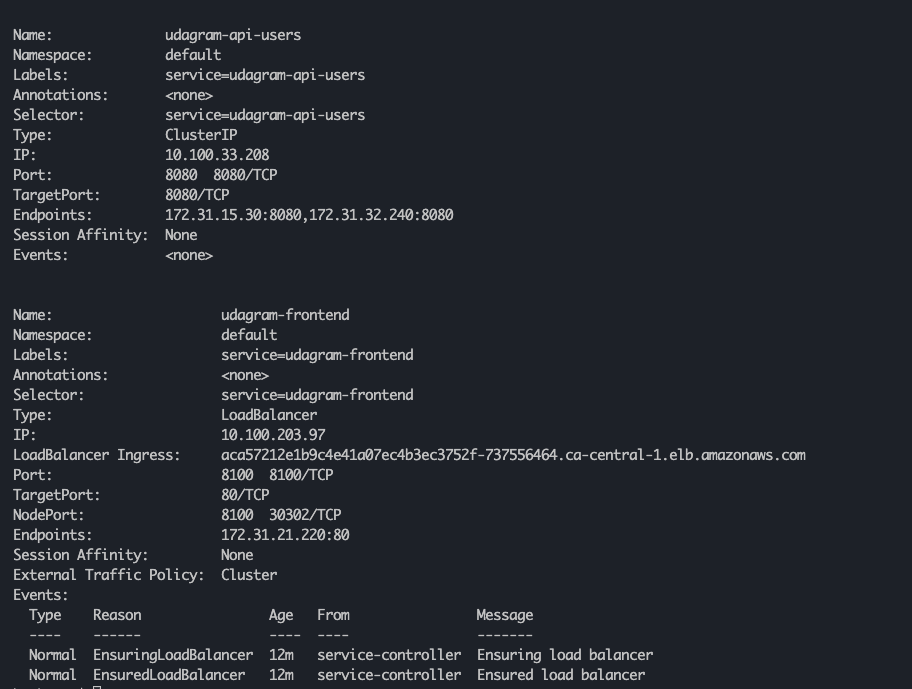 Name: udagram-api-users
Namespace: default
Labels: service=udagram-api-users
Annotations: <none>
Selector: service=udagram-api-users
Type: ClusterIP
IP: 10.100.33.208
Port: 8080 8080/TCP
TargetPort: 8080/TCP
Endpoints: 172.31.15.30:8080,172.31.32.240:8080
Session Affinity: None
Events: <none>
Name: udagram-frontend
Namespace: default
Labels: service=udagram-frontend
Annotations: <none>
Selector: service=udagram-frontend
Type: LoadBalancer
IP: 10.100.203.97
LoadBalancer Ingress: aca57212e1b9c4e41a07ec4b3ec3752f-737556464.ca-central-1.elb.amazonaws.com
Port: 8100 8100/TCP
TargetPort: 80/TCP
NodePort: 8100 30302/TCP
Endpoints: 172.31.21.220:80
Session Affinity: None
External Traffic Policy: Cluster
Events:
Type Reason Age From Message
---- ------ ---- ---- -------
Normal EnsuringLoadBalancer 12m service-controller Ensuring load balancer
Normal EnsuredLoadBalancer 12m service-controller Ensured load balancer